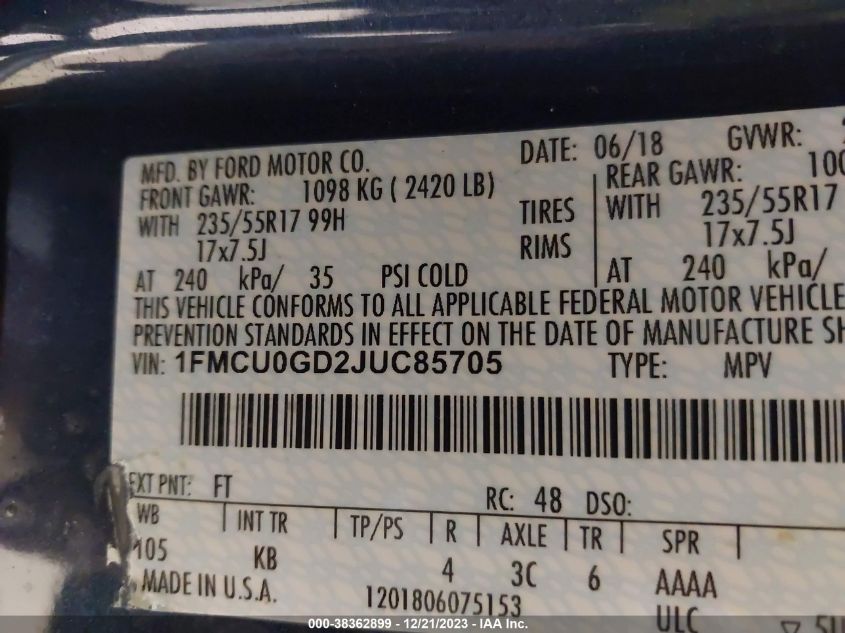 MFD. BY FORD MOTOR CO. DATE: 06/18 GVWR:
FRONT GAWR: 1098 KG ( 2420 LB) REAR GAWR: 100
WITH 235/55R17 99H TIRES WITH 235/55R17
17x7.5J RIMS 17x7.5J
AT 240 kPa/ 35 PSI COLD AT 240 kPa/
THIS VEHICLE CONFORMS TO ALL APPLICABLE FEDERAL MOTOR VEHICLE
PREVENTION STANDARDS IN EFFECT ON THE DATE OF MANUFACTURE SH
VIN: 1FMCU0GD2JUC85705 TYPE: MPV
EXT PNT: FT RC: 48 DSO:
WB INT TR TP/PS R AXLE TR SPR
105 KB 4 3C 6 AAAA
MADE IN U.S.A. 1201806075153 ULC
000-38362899 - 12/21/2023 - IAA Inc.